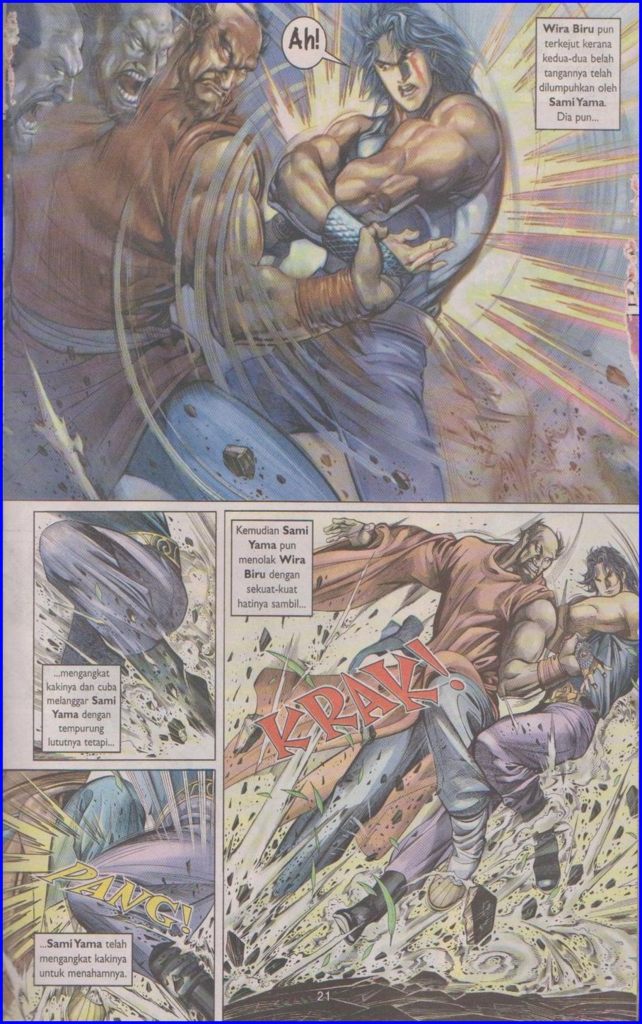 Ah!
Wira Biru pun
terkejut kerana
kedua-dua belah
tangannya telah
dilumpuhkan oleh
Sami Yama.
Dia pun...
...mengangkat
kakinya dan cuba
melanggar Sami
Yama dengan
tempurung
lututnya tetapi...
PANG!
...Sami Yama telah
mengangkat kakinya
untuk menahamnya.
Kemudian Sami
Yama pun
menolak Wira
Biru dengan
sekuat-kuat
hatinya sambil...
KRAK!
21